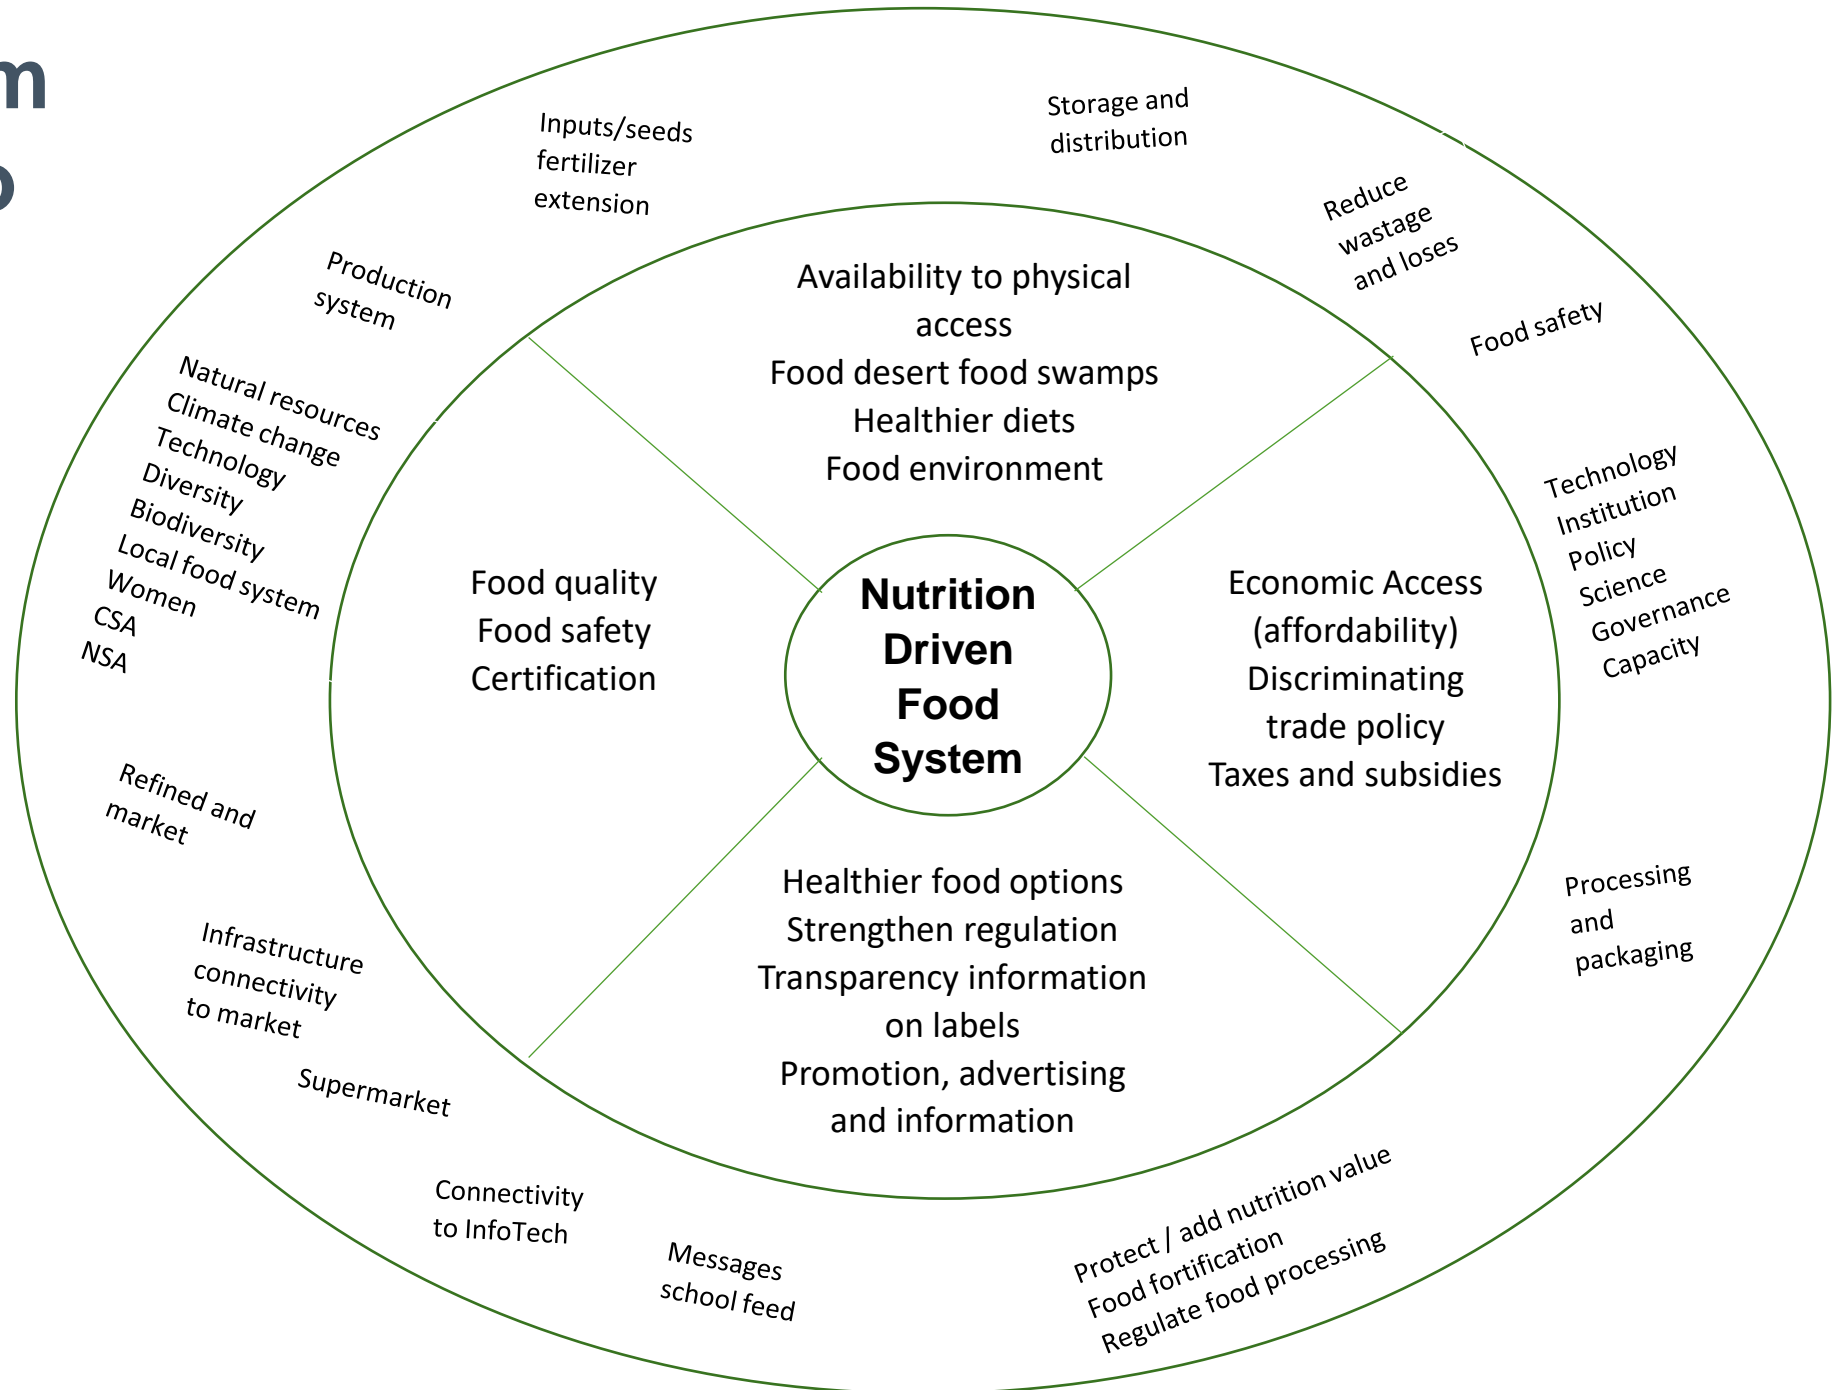 m
o
Inputs/seeds
fertilizer
extension
Storage and
distribution
Reduce
wastage
and loses
Food safety
Production
system
Natural resources
Climate change
Technology
Diversity
Biodiversity
Local food system
Women
CSA
NSA
Availability to physical
access
Food desert food swamps
Healthier diets
Food environment
Technology
Institution
Policy
Science
Governance
Capacity
Food quality
Food safety
Certification
Nutrition
Driven
Food
System
Economic Access
(affordability)
Discriminating
trade policy
Taxes and subsidies
Refined and
market
Healthier food options
Strengthen regulation
Transparency information
on labels
Promotion, advertising
and information
Processing
and
packaging
Infrastructure
connectivity
to market
Supermarket
Connectivity
to InfoTech
Messages
school feed
Protect / add nutrition value
Food fortification
Regulate food processing